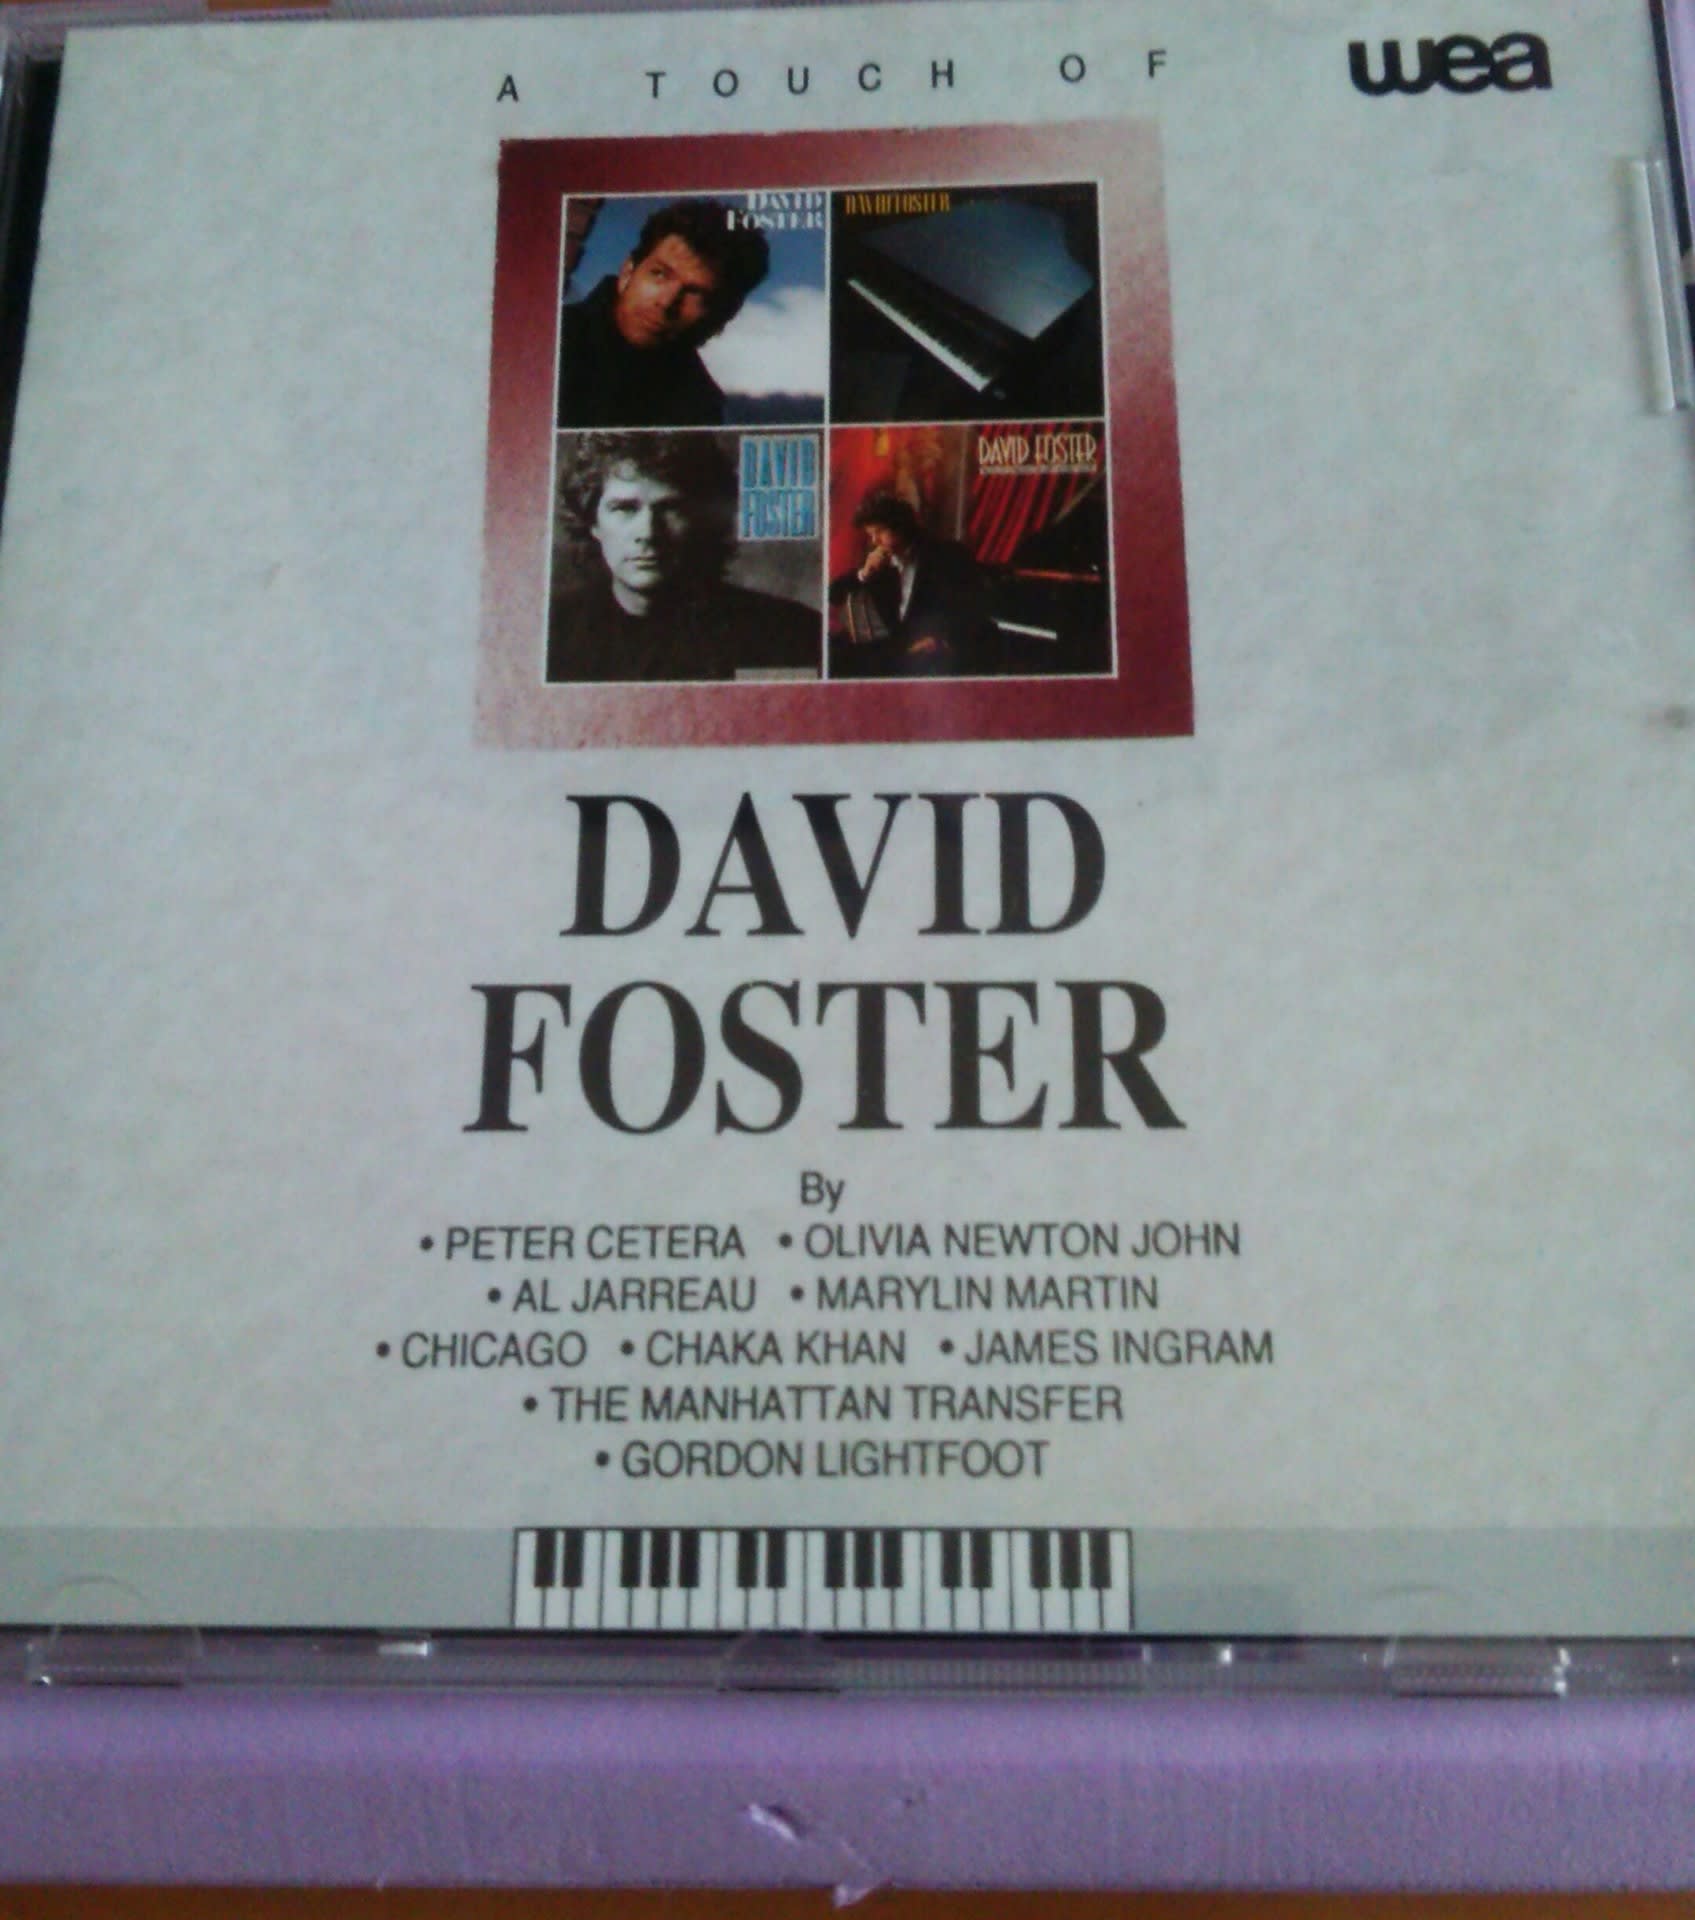 A TOUCH OF
wea
DAVID
FOSTER
DAVID FOSTER
DAVID
FOSTER
DAVID FOSTER
DAVID
FOSTER
By
• PETER CETERA • OLIVIA NEWTON JOHN
• AL JARREAU • MARYLIN MARTIN
• CHICAGO • CHAKA KHAN • JAMES INGRAM
• THE MANHATTAN TRANSFER
• GORDON LIGHTFOOT